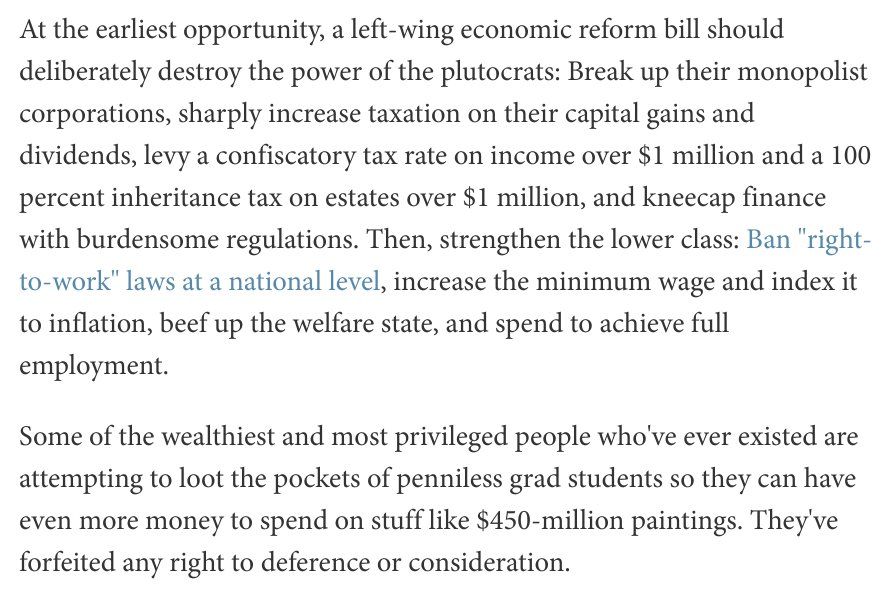 At the earliest opportunity, a left-wing economic reform bill should
deliberately destroy the power of the plutocrats: Break up their monopolist
corporations, sharply increase taxation on their capital gains and
dividends, levy a confiscatory tax rate on income over $1 million and a 100
percent inheritance tax on estates over $1 million, and kneecap finance
with burdensome regulations. Then, strengthen the lower class: Ban "right-
to-work" laws at a national level, increase the minimum wage and index it
to inflation, beef up the welfare state, and spend to achieve full
employment.
Some of the wealthiest and most privileged people who've ever existed are
attempting to loot the pockets of penniless grad students so they can have
even more money to spend on stuff like $450-million paintings. They've
forfeited any right to deference or consideration.